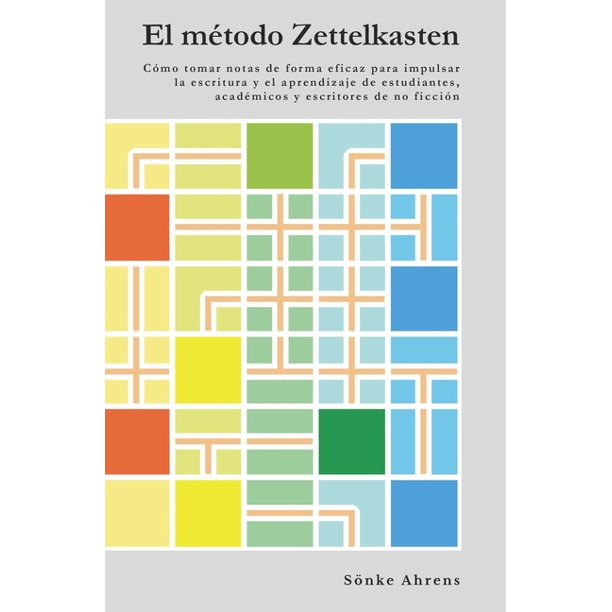 El método Zettelkasten
Cómo tomar notas de forma eficaz para impulsar
la escritura y el aprendizaje de estudiantes,
académicos y escritores de no ficción
Sönke Ahrens